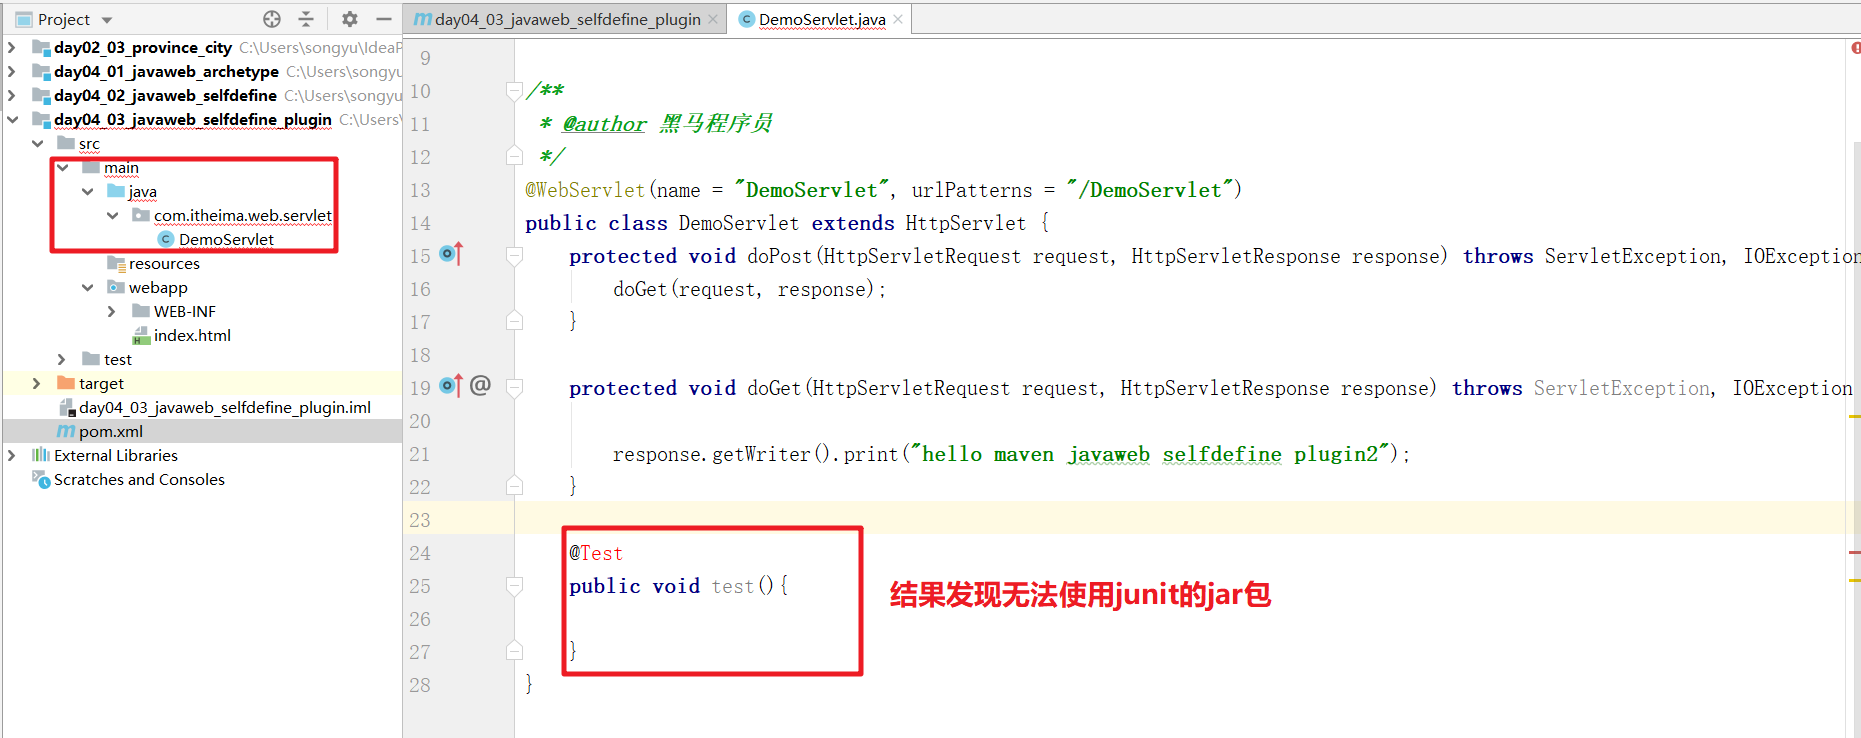 Project
day02_03_province_city C:\Users\songyu\IdeaP
day04_01_javaweb_archetype C:\Users\songyu
day04_02_javaweb_selfdefine C:\Users\songyu
day04_03_javaweb_selfdefine_plugin C:\Users\
src
main
java
com.itheima.web.servlet
C DemoServlet
resources
webapp
WEB-INF
H index.html
test
target
day04_03_javaweb_selfdefine_plugin.iml
m pom.xml
External Libraries
Scratches and Consoles
m day04_03_javaweb_selfdefine_plugin ×
C DemoServlet.java ×
9
10 /**
11 * @author 黑马程序员
12 */
13 @WebServlet(name = "DemoServlet", urlPatterns = "/DemoServlet")
14 public class DemoServlet extends HttpServlet {
15 protected void doPost(HttpServletRequest request, HttpServletResponse response) throws ServletException, IOException
16 doGet(request, response);
17 }
18
19 @ protected void doGet(HttpServletRequest request, HttpServletResponse response) throws ServletException, IOException
20
21 response.getWriter().print("hello maven javaweb selfdefine plugin2");
22 }
23
24 @Test
25 public void test(){
26
27 }
28 }
结果发现无法使用junit的jar包